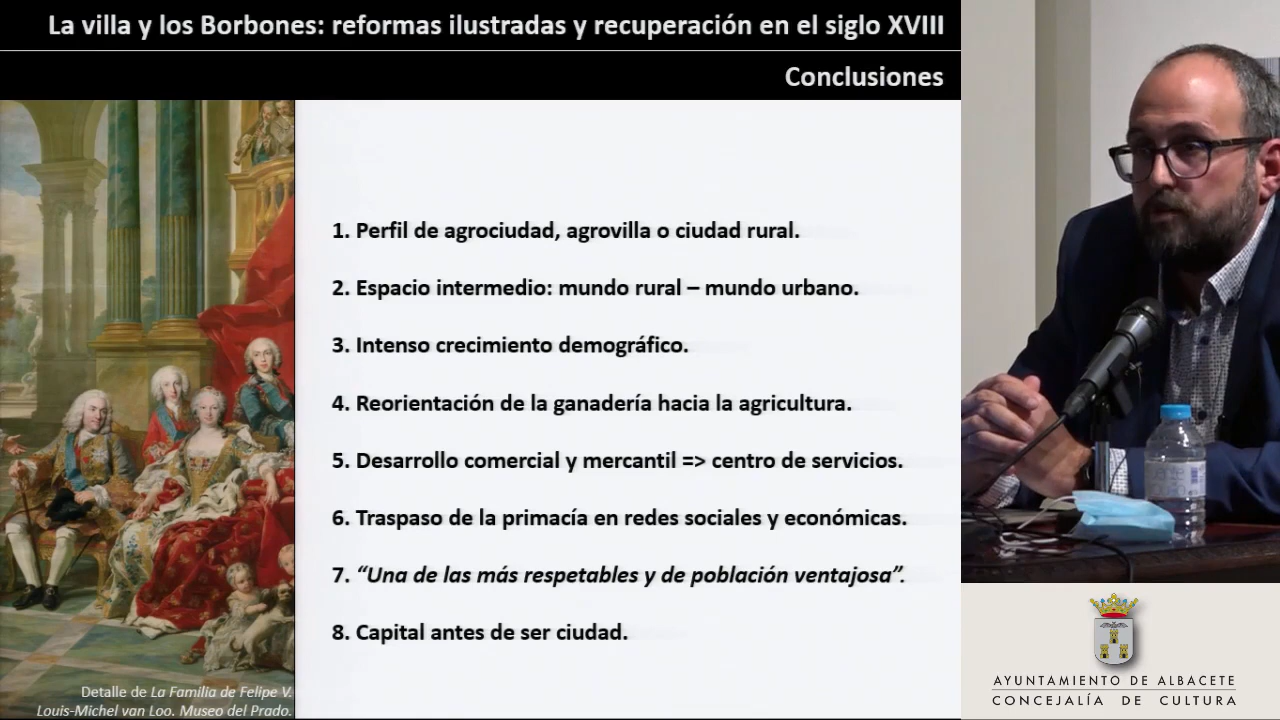 La villa y los Borbones: reformas ilustradas y recuperación en el siglo XVIII
Conclusiones
1. Perfil de agrociudad, agrovilla o ciudad rural.
2. Espacio intermedio: mundo rural – mundo urbano.
3. Intenso crecimiento demográfico.
4. Reorientación de la ganadería hacia la agricultura.
5. Desarrollo comercial y mercantil => centro de servicios.
6. Traspaso de la primacía en redes sociales y económicas.
7. “Una de las más respetables y de población ventajosa”.
8. Capital antes de ser ciudad.
Detalle de La Familia de Felipe V.
Louis-Michel van Loo. Museo del Prado.
AYUNTAMIENTO DE ALBACETE
CONCEJALÍA DE CULTURA